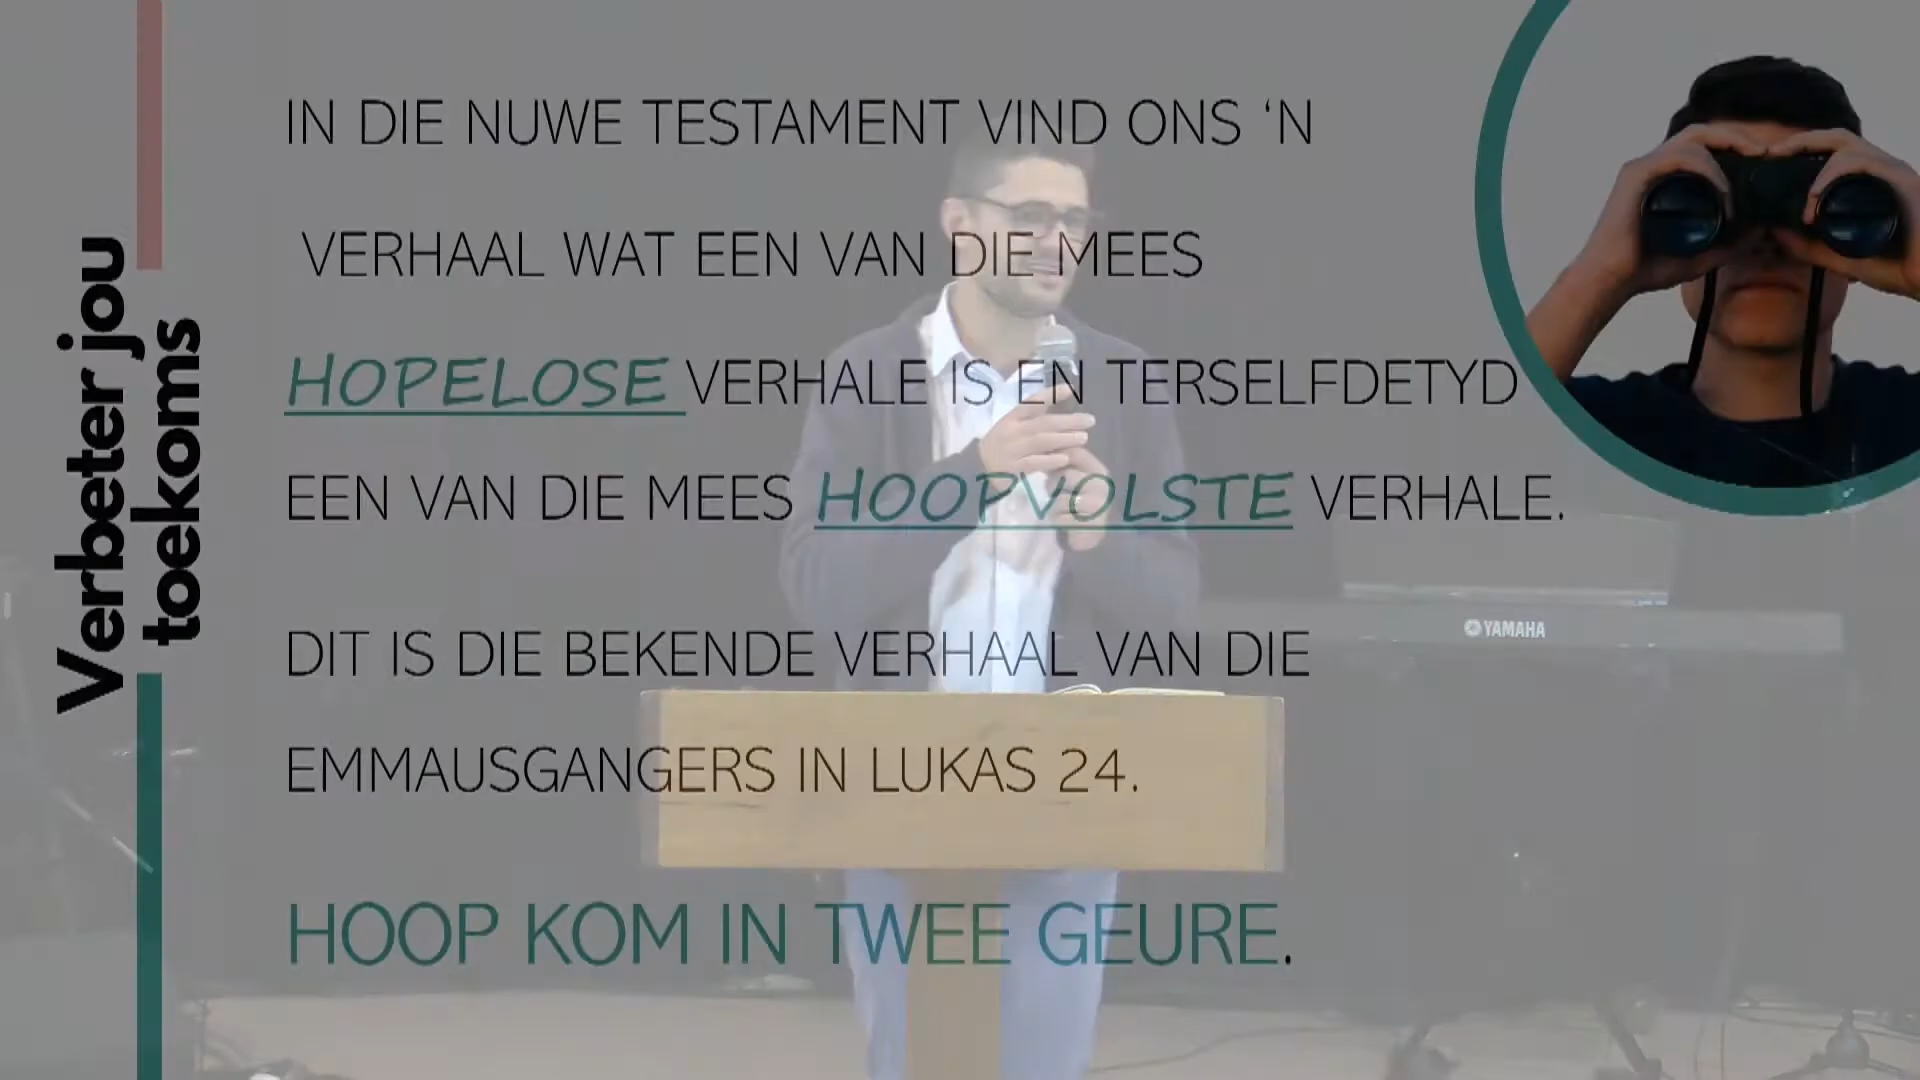 Verbeter jou
toekoms
IN DIE NUWE TESTAMENT VIND ONS ‘N
VERHAAL WAT EEN VAN DIE MEES
HOPELOSE VERHALE IS EN TERSELFDETYD
EEN VAN DIE MEES HOOPVOLSTE VERHALE.
DIT IS DIE BEKENDE VERHAAL VAN DIE
EMMAUSGANGERS IN LUKAS 24.
HOOP KOM IN TWEE GEURE.
YAMAHA